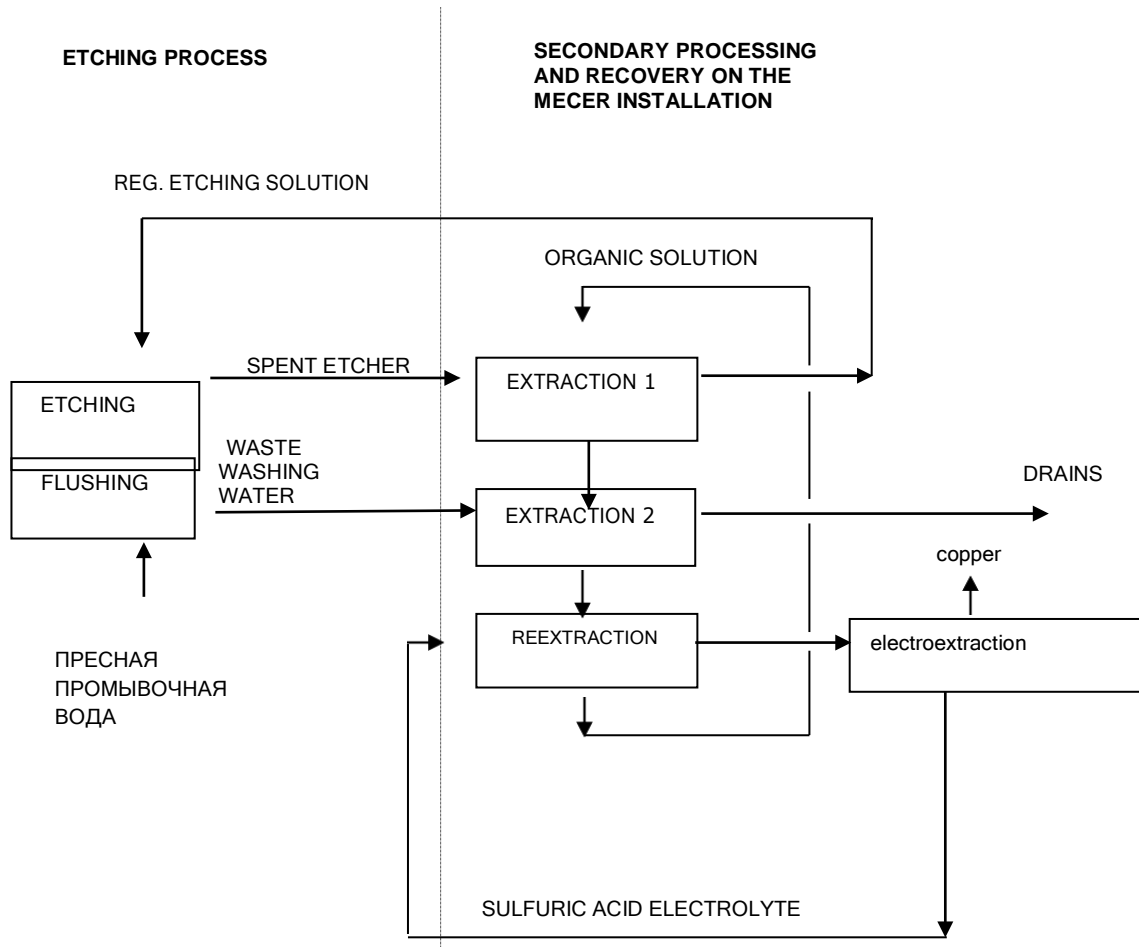 ETCHING PROCESS
SECONDARY PROCESSING
AND RECOVERY ON THE
MECER INSTALLATION
REG. ETCHING SOLUTION
ORGANIC SOLUTION
SPENT ETCHER
EXTRACTION 1
ETCHING
WASTE
WASHING
WATER
FLUSHING
EXTRACTION 2
DRAINS
copper
REEXTRACTION
electroextraction
ПРЕСНАЯ
ПРОМЫВОЧНАЯ
ВОДА
SULFURIC ACID ELECTROLYTE